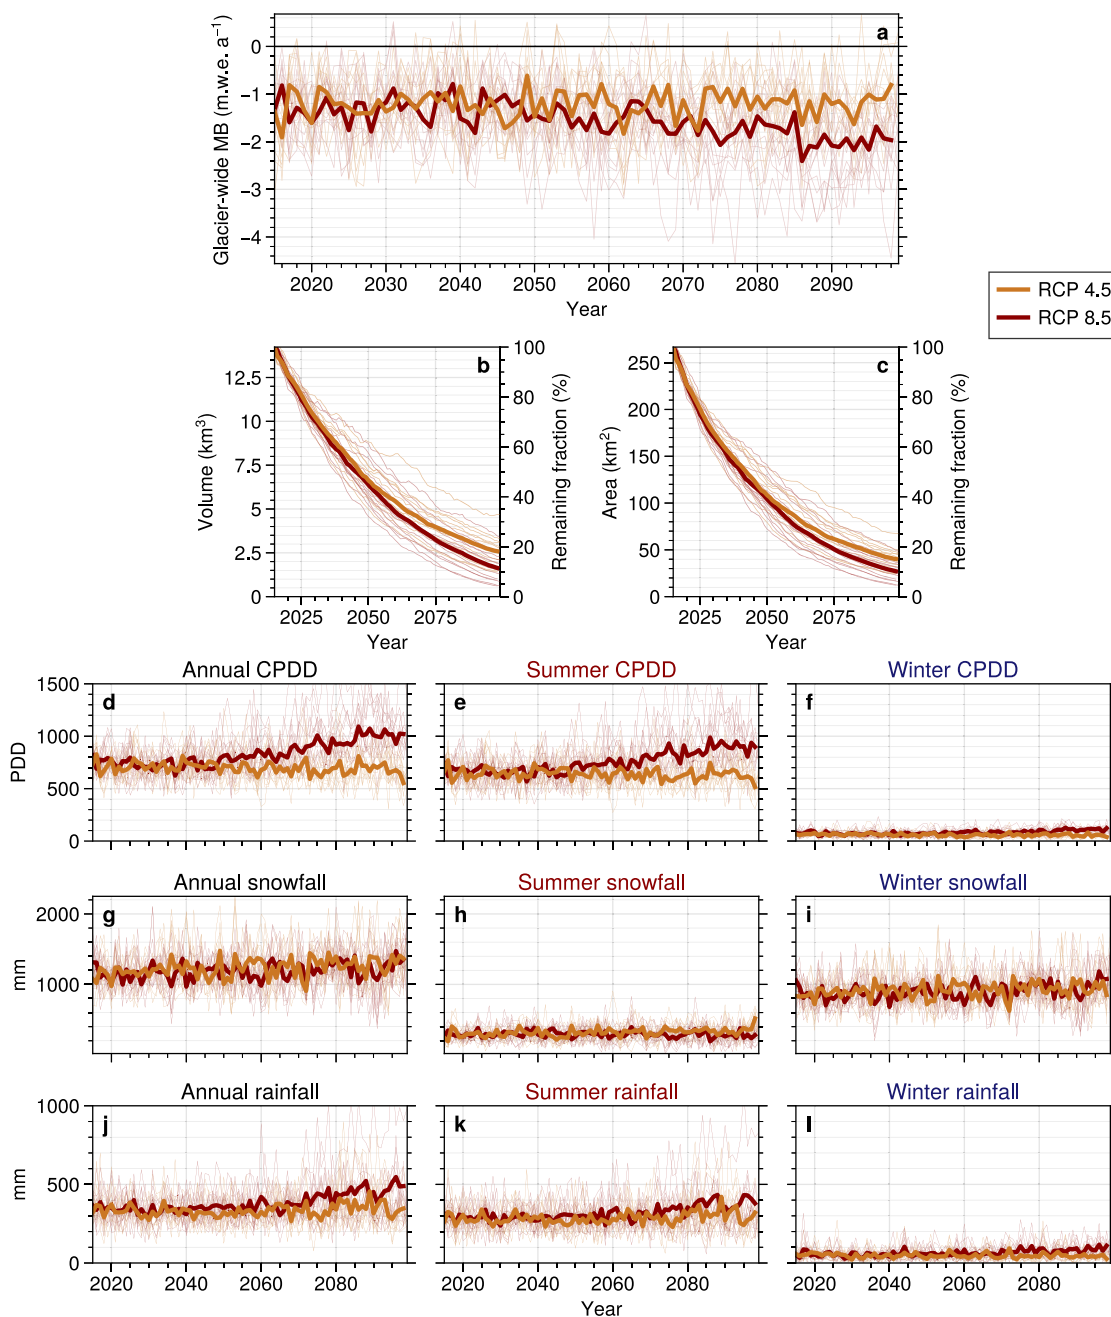 a
Glacier-wide MB (m.w.e. a⁻¹)
0
−1
−2
−3
−4
2020 2030 2040 2050 2060 2070 2080 2090
Year
RCP 4.5
RCP 8.5
b
Volume (km³)
12.5
10
7.5
5
2.5
0
100
80
60
40
20
0
Remaining fraction (%)
2025 2050 2075
Year
c
Area (km²)
250
200
150
100
50
0
100
80
60
40
20
0
Remaining fraction (%)
2025 2050 2075
Year
Annual CPDD Summer CPDD Winter CPDD
d e f
PDD
1500
1000
500
0
Annual snowfall Summer snowfall Winter snowfall
g h i
mm
2000
1000
Annual rainfall Summer rainfall Winter rainfall
j k l
mm
1000
500
0
2020 2040 2060 2080 2020 2040 2060 2080 2020 2040 2060 2080
Year